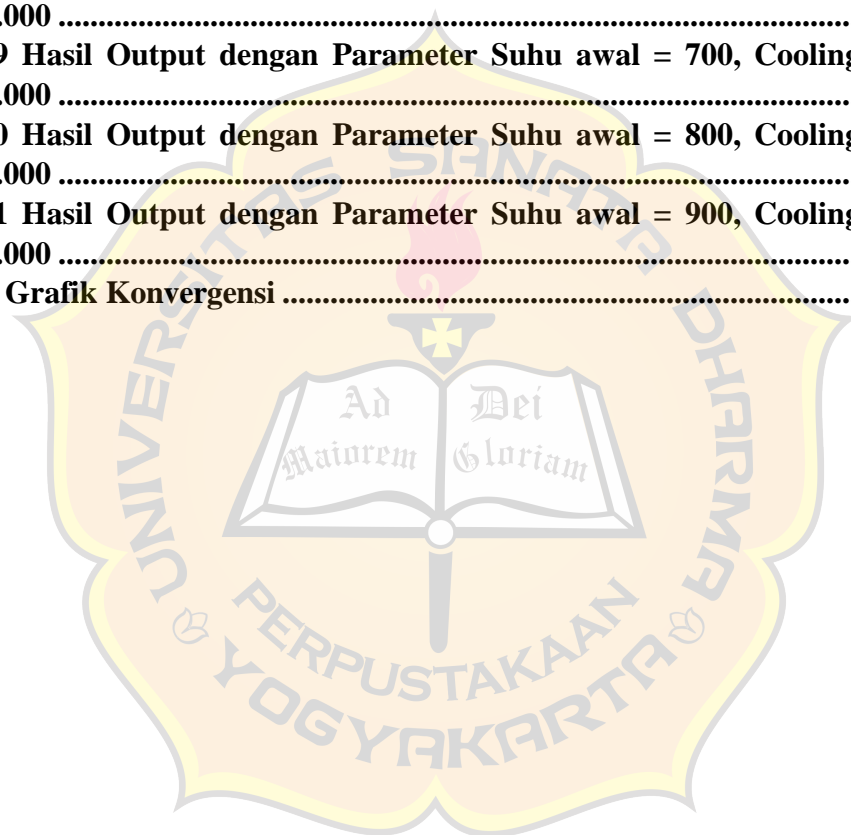 .000 ........................................................................................................................
9 Hasil Output dengan Parameter Suhu awal = 700, Cooling
.000 ........................................................................................................................
0 Hasil Output dengan Parameter Suhu awal = 800, Cooling
.000 ........................................................................................................................
1 Hasil Output dengan Parameter Suhu awal = 900, Cooling
.000 ........................................................................................................................
Grafik Konvergensi .........................................................................................
UNIVERSITAS SANATA DHARMA
Ad Dei
Maiorem Gloriam
PERPUSTAKAAN
YOGYAKARTA